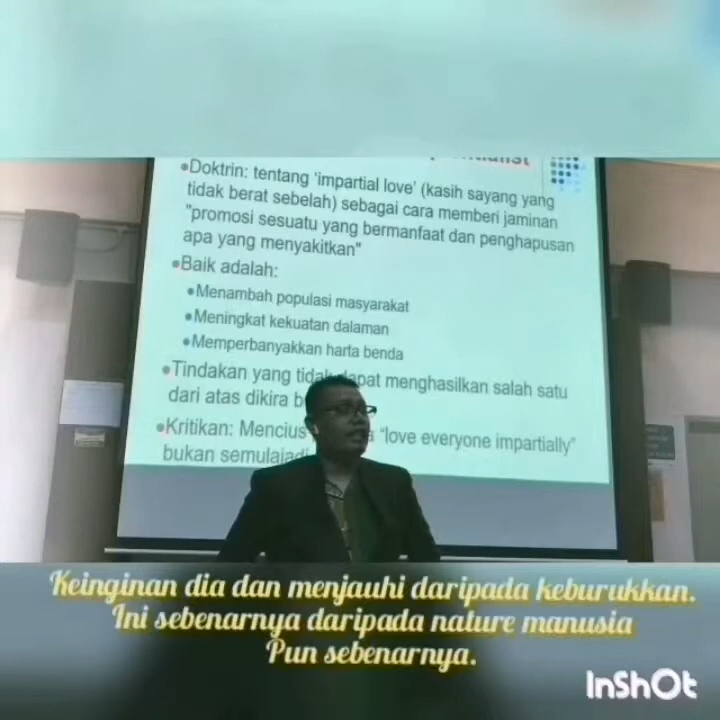 •Doktrin: tentang 'impartial love' (kasih sayang yang
tidak berat sebelah) sebagai cara memberi jaminan
"promosi sesuatu yang bermanfaat dan penghapusan
apa yang menyakitkan"
•Baik adalah:
•Menambah populasi masyarakat
•Meningkat kekuatan dalaman
•Memperbanyakkan harta benda
•Tindakan yang tidak dapat menghasilkan salah satu
dari atas dikira
•Kritikan: Mencius "love everyone impartially"
bukan semulajadi
Keinginan dia dan menjauhi daripada keburukkan.
Ini sebenarnya daripada nature manusia
Pun sebenarnya.
InShOt